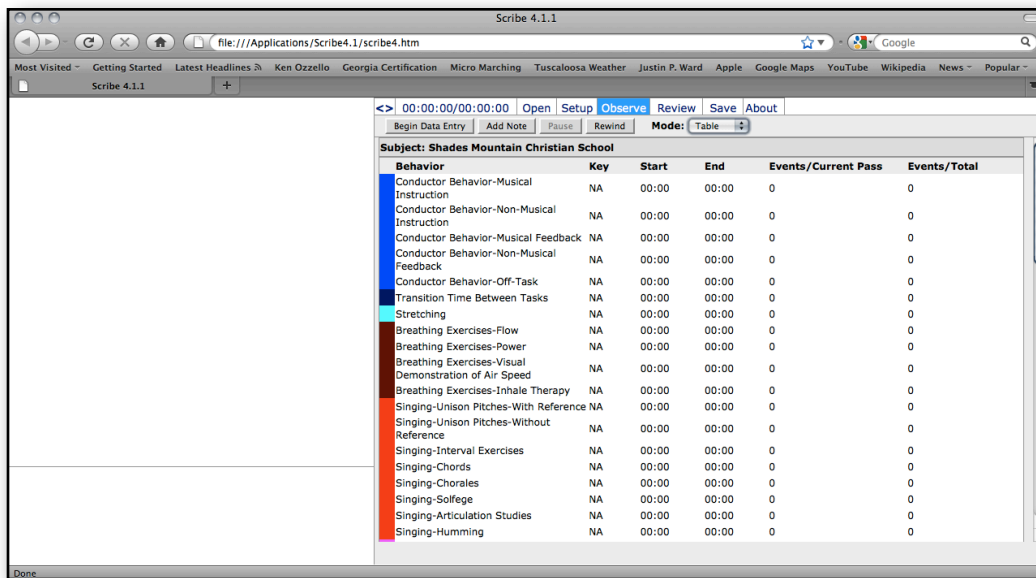 Scribe 4.1.1
file:///Applications/Scribe4.1/scribe4.htm
Google
Most Visited Getting Started Latest Headlines Ken Ozzello Georgia Certification Micro Marching Tuscaloosa Weather Justin P. Ward Apple Google Maps YouTube Wikipedia News Popular
Scribe 4.1.1 +
<> 00:00:00/00:00:00 Open Setup Observe Review Save About
Begin Data Entry Add Note Pause Rewind Mode: Table
Subject: Shades Mountain Christian School
Behavior Key Start End Events/Current Pass Events/Total
Conductor Behavior-Musical
Instruction NA 00:00 00:00 0 0
Conductor Behavior-Non-Musical
Instruction NA 00:00 00:00 0 0
Conductor Behavior-Musical Feedback NA 00:00 00:00 0 0
Conductor Behavior-Non-Musical
Feedback NA 00:00 00:00 0 0
Conductor Behavior-Off-Task NA 00:00 00:00 0 0
Transition Time Between Tasks NA 00:00 00:00 0 0
Stretching NA 00:00 00:00 0 0
Breathing Exercises-Flow NA 00:00 00:00 0 0
Breathing Exercises-Power NA 00:00 00:00 0 0
Breathing Exercises-Visual
Demonstration of Air Speed NA 00:00 00:00 0 0
Breathing Exercises-Inhale Therapy NA 00:00 00:00 0 0
Singing-Unison Pitches-With Reference NA 00:00 00:00 0 0
Singing-Unison Pitches-Without
Reference NA 00:00 00:00 0 0
Singing-Interval Exercises NA 00:00 00:00 0 0
Singing-Chords NA 00:00 00:00 0 0
Singing-Chorales NA 00:00 00:00 0 0
Singing-Solfege NA 00:00 00:00 0 0
Singing-Articulation Studies NA 00:00 00:00 0 0
Singing-Humming NA 00:00 00:00 0 0
Done